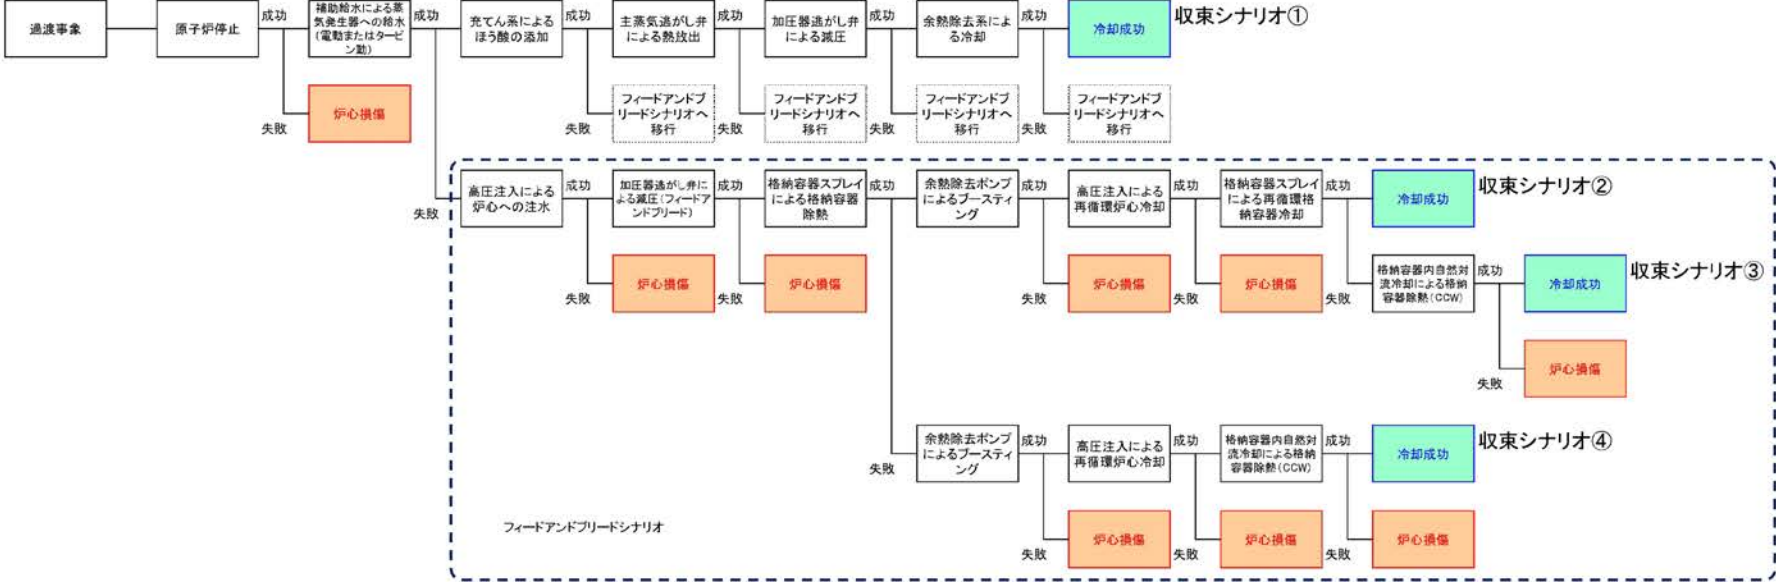 過渡事象
原子炉停止
成功
補助給水による蒸
気発生器への給水
(電動またはタービ
ン動)
成功
充てん系による
ほう酸の添加
成功
主蒸気逃がし弁
による熱放出
成功
加圧器逃がし弁
による減圧
成功
余熱除去系によ
る冷却
成功
冷却成功
収束シナリオ①
失敗
炉心損傷
失敗
フィードアンドブ
リードシナリオへ
移行
失敗
フィードアンドブ
リードシナリオへ
移行
失敗
フィードアンドブ
リードシナリオへ
移行
失敗
フィードアンドブ
リードシナリオへ
移行
失敗
高圧注入による
炉心への注水
成功
加圧器逃がし弁に
よる減圧(フィードア
ンドブリード)
成功
格納容器スプレイ
による格納容器
除熱
成功
余熱除去ポンプ
によるブースティ
ング
成功
高圧注入による
再循環炉心冷却
成功
格納容器スプレイ
による再循環格
納容器冷却
成功
冷却成功
収束シナリオ②
失敗
炉心損傷
失敗
炉心損傷
失敗
炉心損傷
失敗
炉心損傷
失敗
格納容器内自然対
流冷却による格納
容器除熱(CCW)
成功
冷却成功
収束シナリオ③
失敗
炉心損傷
失敗
余熱除去ポンプ
によるブースティ
ング
成功
高圧注入による
再循環炉心冷却
成功
格納容器内自然対
流冷却による格納
容器除熱(CCW)
成功
冷却成功
収束シナリオ④
フィードアンドブリードシナリオ
失敗
炉心損傷
失敗
炉心損傷
失敗
炉心損傷